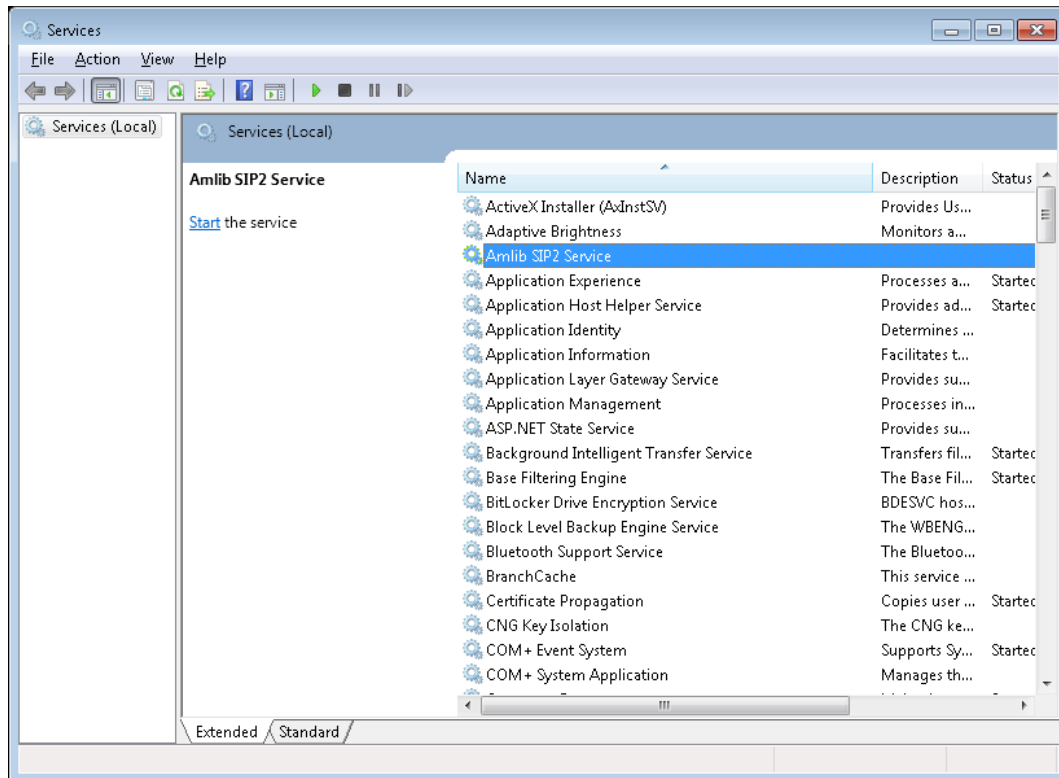 Services
File Action View Help
Services (Local)
Services (Local)
Amlib SIP2 Service
Start the service
Name Description Status
ActiveX Installer (AxInstSV) Provides Us...
Adaptive Brightness Monitors a...
Amlib SIP2 Service
Application Experience Processes a... Started
Application Host Helper Service Provides ad... Started
Application Identity Determines ...
Application Information Facilitates t...
Application Layer Gateway Service Provides su...
Application Management Processes in...
ASP.NET State Service Provides su...
Background Intelligent Transfer Service Transfers fil... Started
Base Filtering Engine The Base Fil... Started
BitLocker Drive Encryption Service BDESVC hos...
Block Level Backup Engine Service The WBENG...
Bluetooth Support Service The Bluetoo...
BranchCache This service ...
Certificate Propagation Copies user ... Started
CNG Key Isolation The CNG ke...
COM+ Event System Supports Sy... Started
COM+ System Application Manages th...
Extended Standard